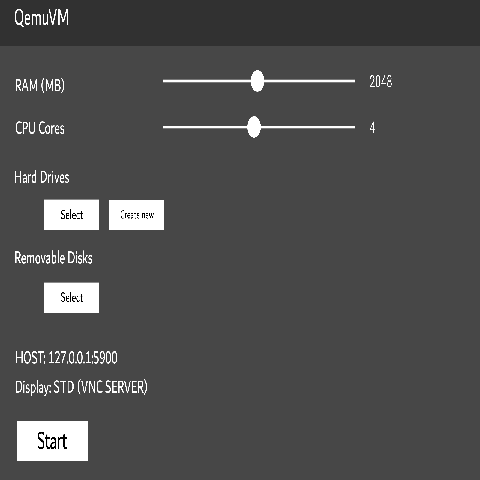 QemuVM
RAM (MB) 2048
CPU Cores 4
Hard Drives
Select Create new
Removable Disks
Select
HOST: 127.0.0.1:5900
Display: STD (VNC SERVER)
Start